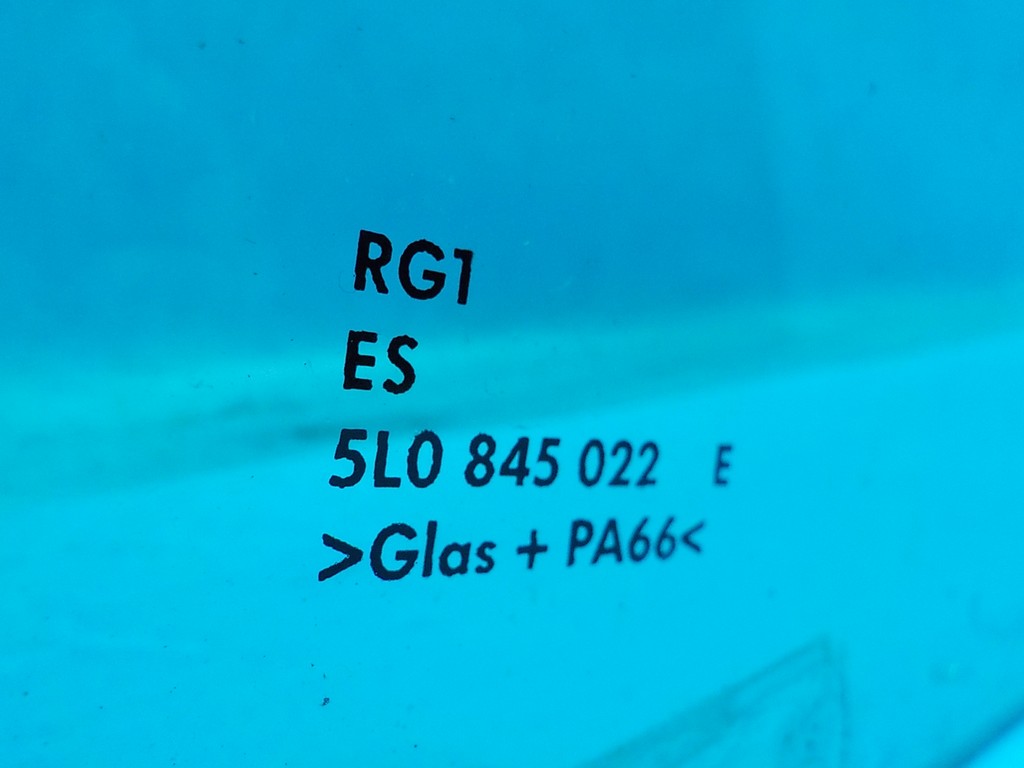 RG1
ES
5L0 845 022 E
>Glas + PA66<